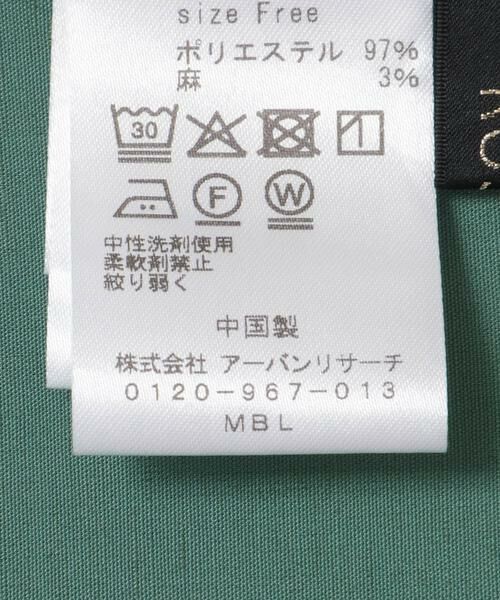 size Free
ポリエステル 97%
麻 3%
30
F W
中性洗剤使用
柔軟剤禁止
絞り弱く
中国製
株式会社 アーバンリサーチ
0120-967-013
MBL